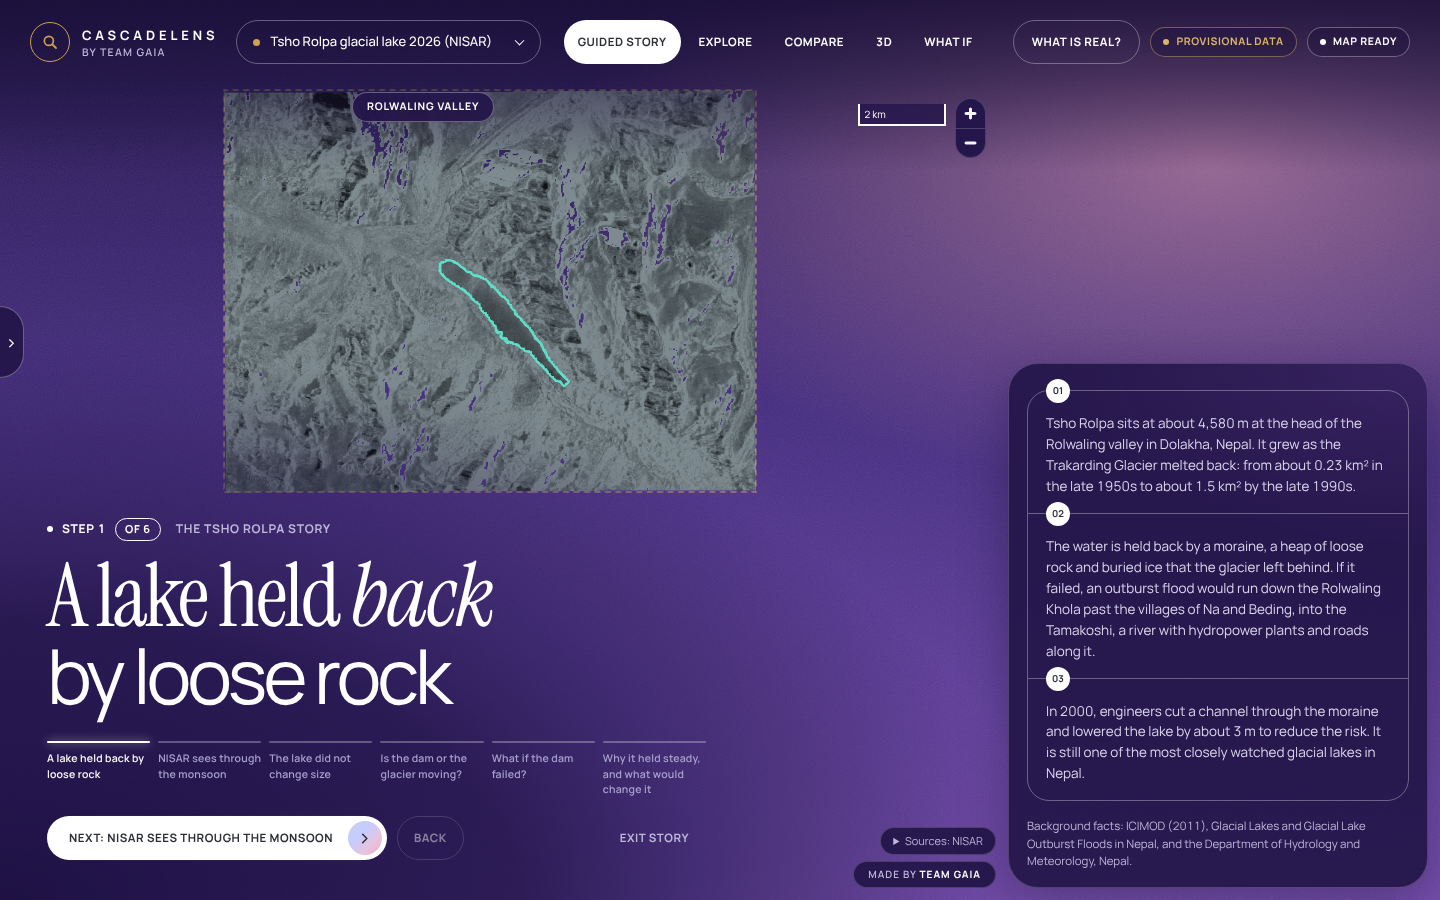 CASCADELENS
BY TEAM GAIA
Tsho Rolpa glacial lake 2026 (NISAR)
GUIDED STORY
EXPLORE
COMPARE
3D
WHAT IF
WHAT IS REAL?
PROVISIONAL DATA
MAP READY
ROLWALING VALLEY
2 km
+
−
STEP 1 OF 6 THE TSHO ROLPA STORY
A lake held back
by loose rock
A lake held back by
loose rock
NISAR sees through
the monsoon
The lake did not
change size
Is the dam or the
glacier moving?
What if the dam
failed?
Why it held steady,
and what would
change it
NEXT: NISAR SEES THROUGH THE MONSOON
BACK
EXIT STORY
Sources: NISAR
MADE BY TEAM GAIA
01
Tsho Rolpa sits at about 4,580 m at the head of the
Rolwaling valley in Dolakha, Nepal. It grew as the
Trakarding Glacier melted back: from about 0.23 km² in
the late 1950s to about 1.5 km² by the late 1990s.
02
The water is held back by a moraine, a heap of loose
rock and buried ice that the glacier left behind. If it
failed, an outburst flood would run down the Rolwaling
Khola past the villages of Na and Beding, into the
Tamakoshi, a river with hydropower plants and roads
along it.
03
In 2000, engineers cut a channel through the moraine
and lowered the lake by about 3 m to reduce the risk. It
is still one of the most closely watched glacial lakes in
Nepal.
Background facts: ICIMOD (2011), Glacial Lakes and Glacial Lake
Outburst Floods in Nepal, and the Department of Hydrology and
Meteorology, Nepal.